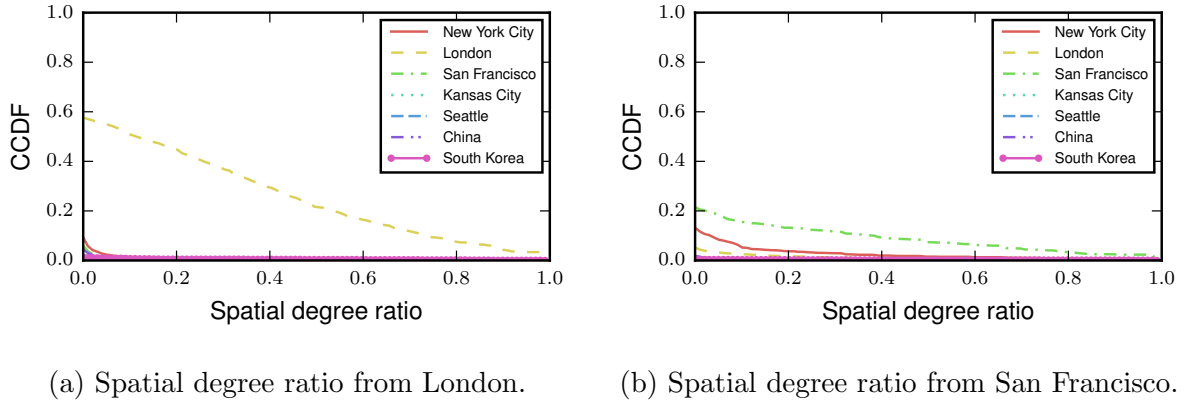 1.0
0.8
0.6
0.4
0.2
0.0
CCDF
0.0 0.2 0.4 0.6 0.8 1.0
Spatial degree ratio
New York City
London
San Francisco
Kansas City
Seattle
China
South Korea
(a) Spatial degree ratio from London.
1.0
0.8
0.6
0.4
0.2
0.0
CCDF
0.0 0.2 0.4 0.6 0.8 1.0
Spatial degree ratio
New York City
London
San Francisco
Kansas City
Seattle
China
South Korea
(b) Spatial degree ratio from San Francisco.